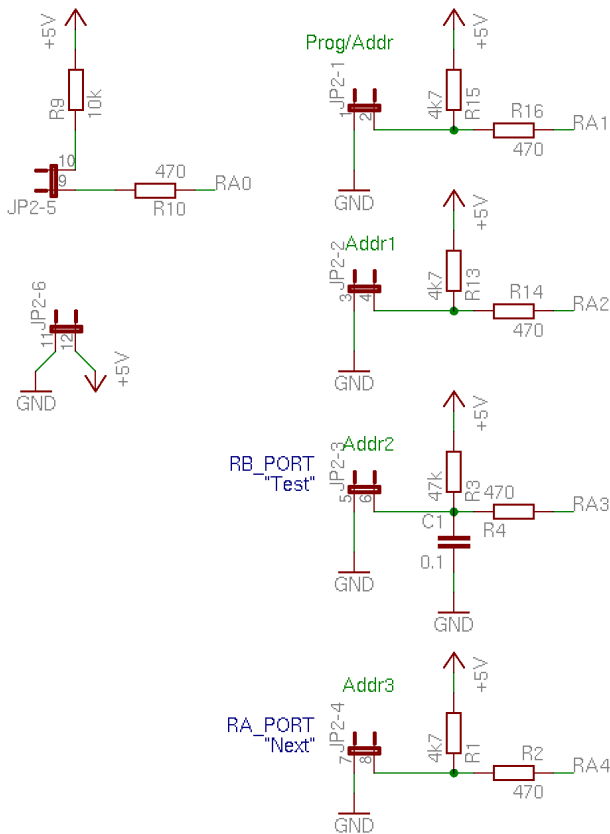 +5V
R9
10k
10
9
JP2-5
470
R10
RA0
JP2-6
11
12
GND
+5V
Prog/Addr
JP2-1
1
2
GND
+5V
4k7
R15
R16
470
RA1
Addr1
JP2-2
3
4
GND
+5V
4k7
R13
R14
470
RA2
RB_PORT
"Test"
Addr2
JP2-3
5
6
GND
+5V
47k
R3
470
R4
RA3
C1
0.1
GND
RA_PORT
"Next"
Addr3
JP2-4
7
8
GND
+5V
4k7
R1
R2
470
RA4